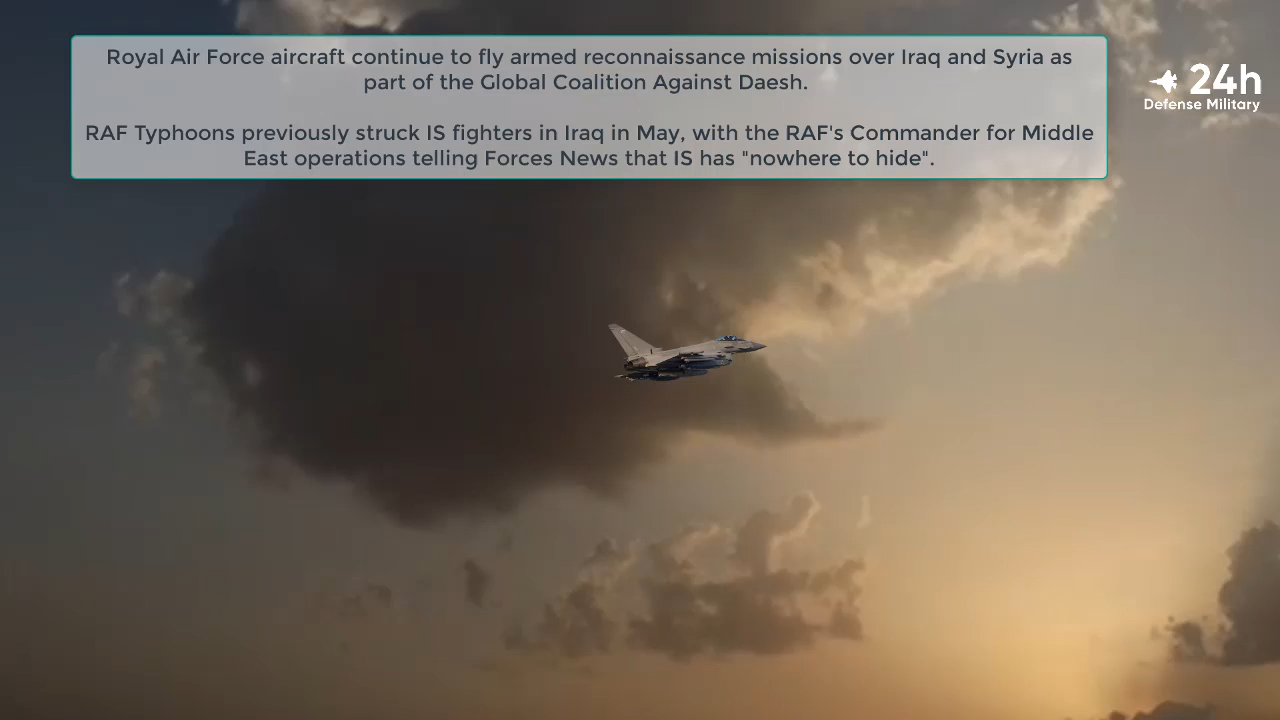 Royal Air Force aircraft continue to fly armed reconnaissance missions over Iraq and Syria as
part of the Global Coalition Against Daesh.
RAF Typhoons previously struck IS fighters in Iraq in May, with the RAF's Commander for Middle
East operations telling Forces News that IS has "nowhere to hide".
24h
Defense Military